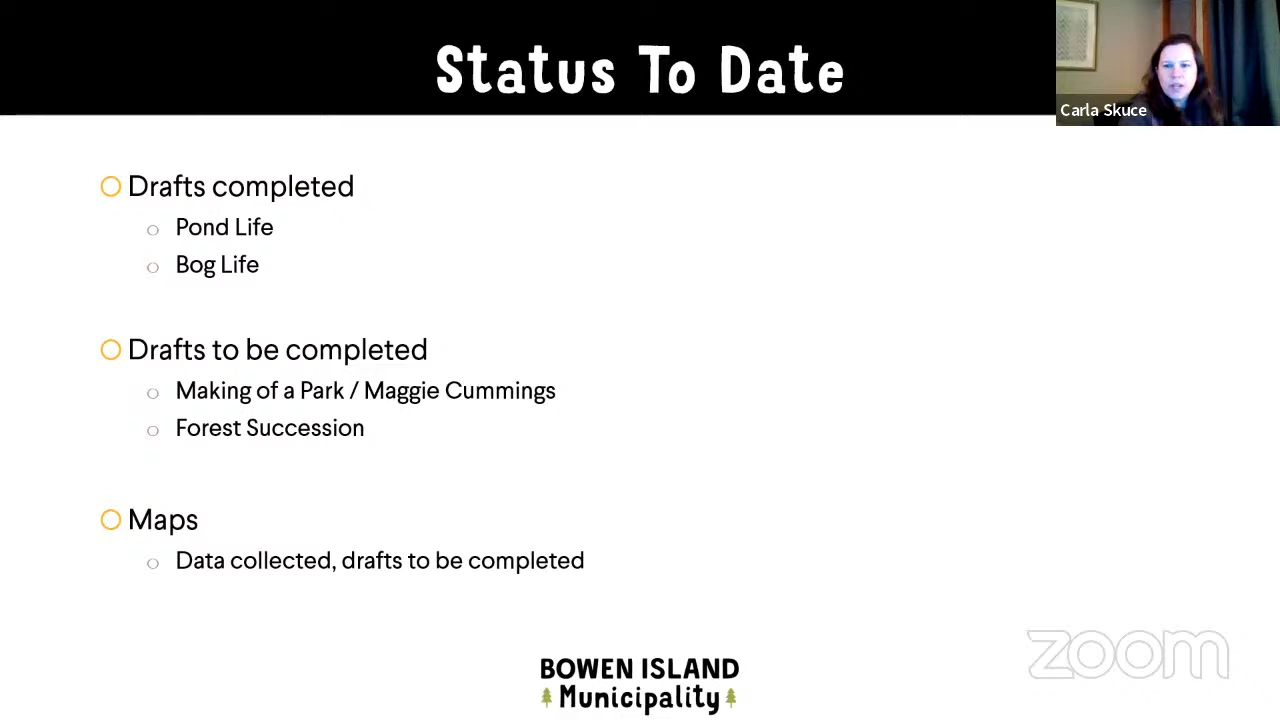 Status To Date
Carla Skuce
Drafts completed
Pond Life
Bog Life
Drafts to be completed
Making of a Park / Maggie Cummings
Forest Succession
Maps
Data collected, drafts to be completed
zoom
BOWEN ISLAND
Municipality